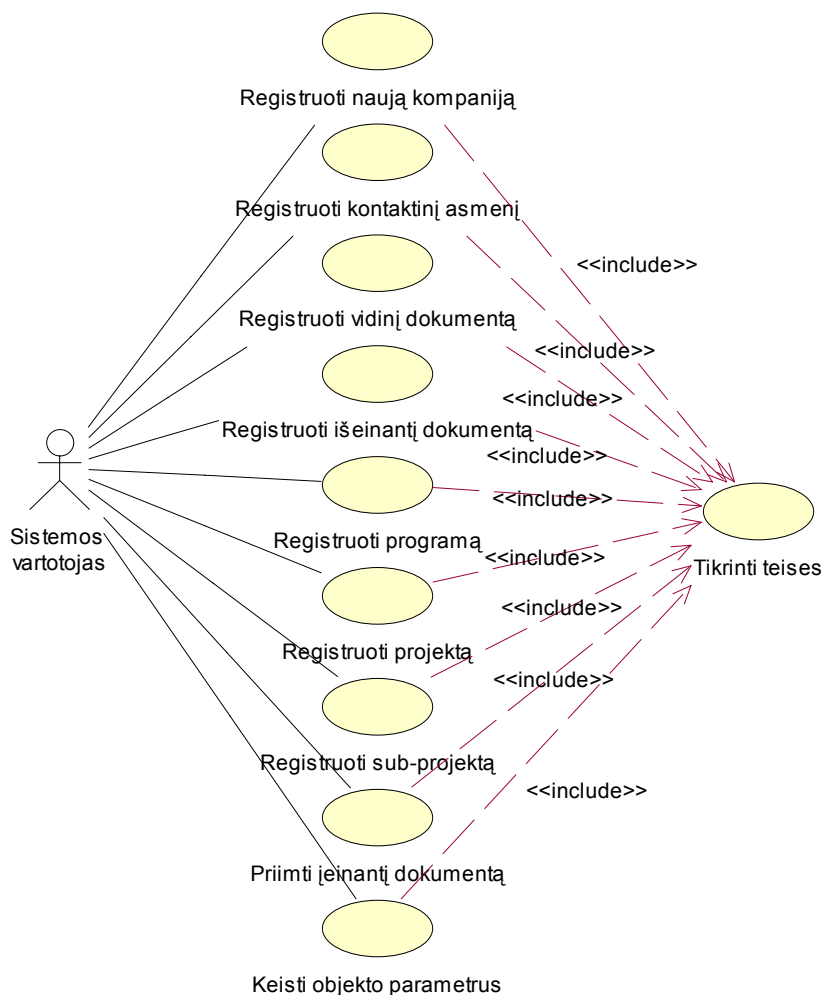 Registruoti naują kompaniją
Registruoti kontaktinį asmenį
<<include>>
Registruoti vidinį dokumentą
<<include>>
<<include>>
Registruoti išeinantį dokumentą
<<include>>
<<include>>
Sistemos
vartotojas
Registruoti programą
<<include>>
Tikrinti teises
<<include>>
Registruoti projektą
<<include>>
Registruoti sub-projektą
<<include>>
Priimti įeinantį dokumentą
Keisti objekto parametrus